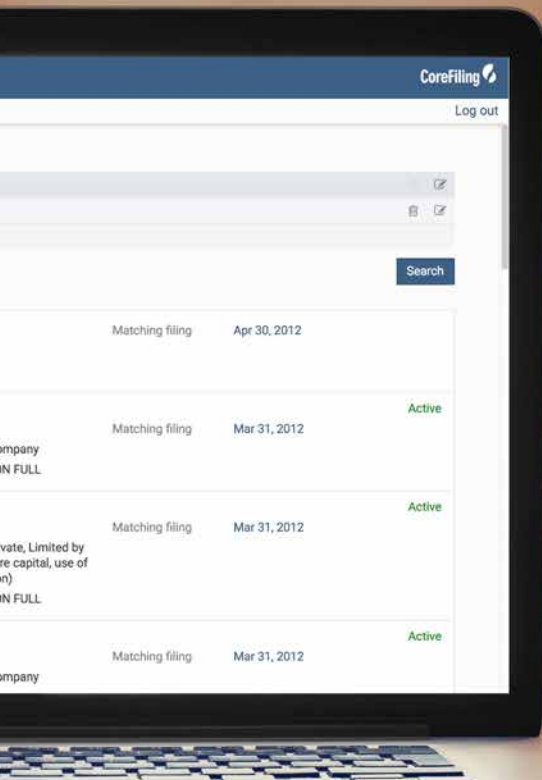 CoreFiling
Log out
Search
Matching filing Apr 30, 2012
Active
Matching filing Mar 31, 2012
ompany
ON FULL
Active
Matching filing Mar 31, 2012
vate, Limited by
re capital, use of
on)
ON FULL
Active
Matching filing Mar 31, 2012
ompany